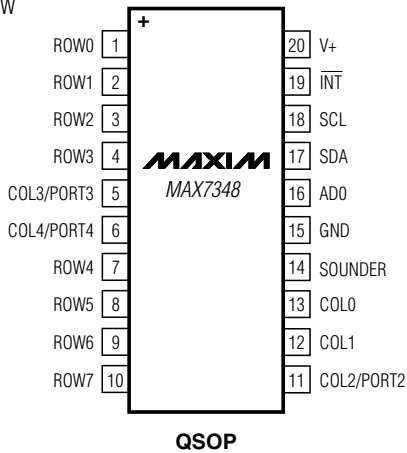 W
+
ROW0 1 20 V+
ROW1 2 19 INT
ROW2 3 18 SCL
ROW3 4 MAXIM 17 SDA
COL3/PORT3 5 MAX7348 16 AD0
COL4/PORT4 6 15 GND
ROW4 7 14 SOUNDER
ROW5 8 13 COL0
ROW6 9 12 COL1
ROW7 10 11 COL2/PORT2
QSOP